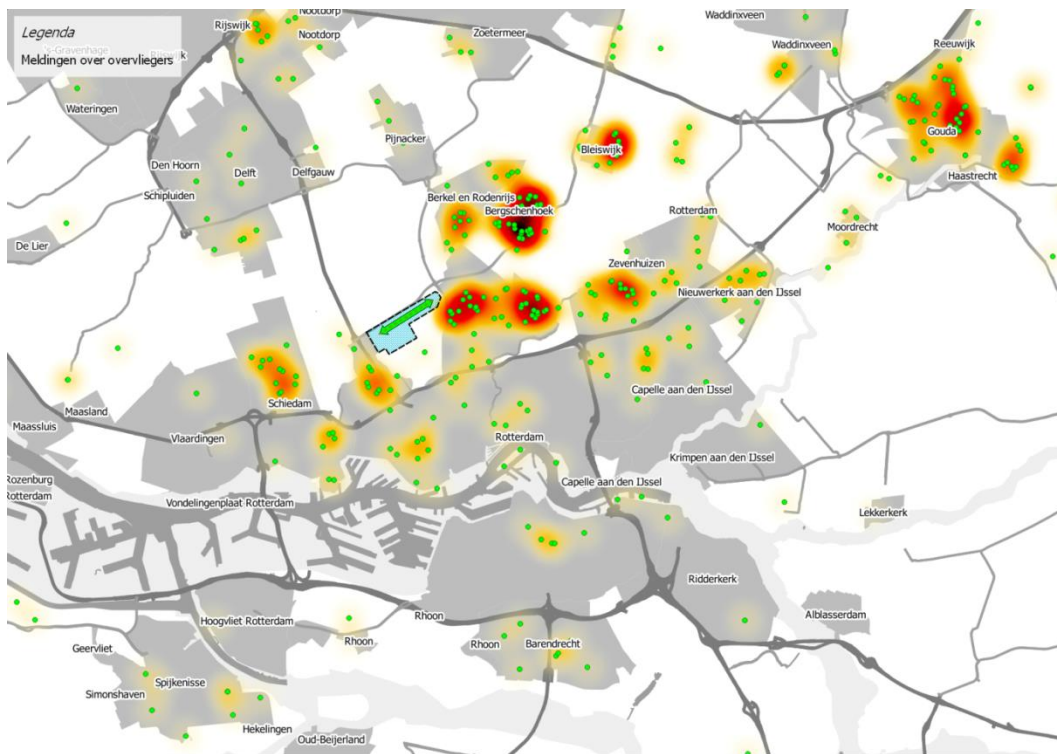 Legenda
Meldingen over overvliegers
's-Gravenhage
Rijswijk
Rijswijk
Nootdorp
Nootdorp
Zoetermeer
Waddinxveen
Waddinxveen
Reeuwijk
Wateringen
Pijnacker
Bleiswijk
Gouda
Den Hoorn
Delft
Delfgauw
Haastrecht
Schipluiden
Berkel en Rodenrijs
Bergschenhoek
Rotterdam
Moordrecht
De Lier
Zevenhuizen
Nieuwerkerk aan den IJssel
Maasland
Schiedam
Capelle aan den IJssel
Maassluis
Vlaardingen
Rotterdam
Krimpen aan den IJssel
Rozenburg
Rotterdam
Vondelingenplaat Rotterdam
Capelle aan den IJssel
Lekkerkerk
Ridderkerk
Alblasserdam
Hoogvliet Rotterdam
Rhoon
Rhoon
Rhoon
Barendrecht
Geervliet
Spijkenisse
Simonshaven
Hekelingen
Oud-Beijerland